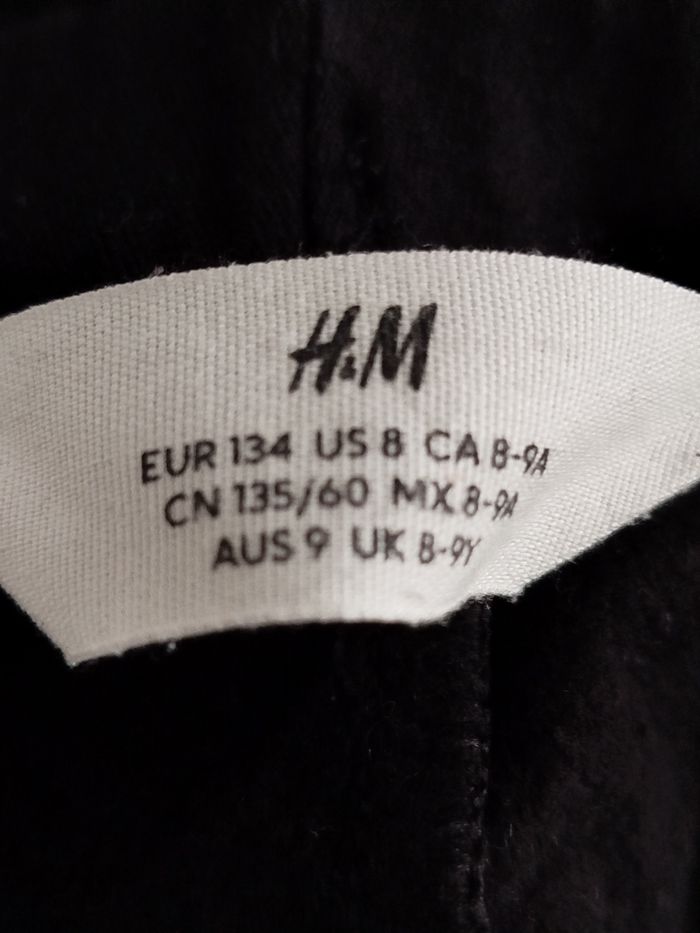 H&M
EUR 134 US 8 CA 8-9A
CN 135/60 MX 8-9A
AUS 9 UK 8-9Y